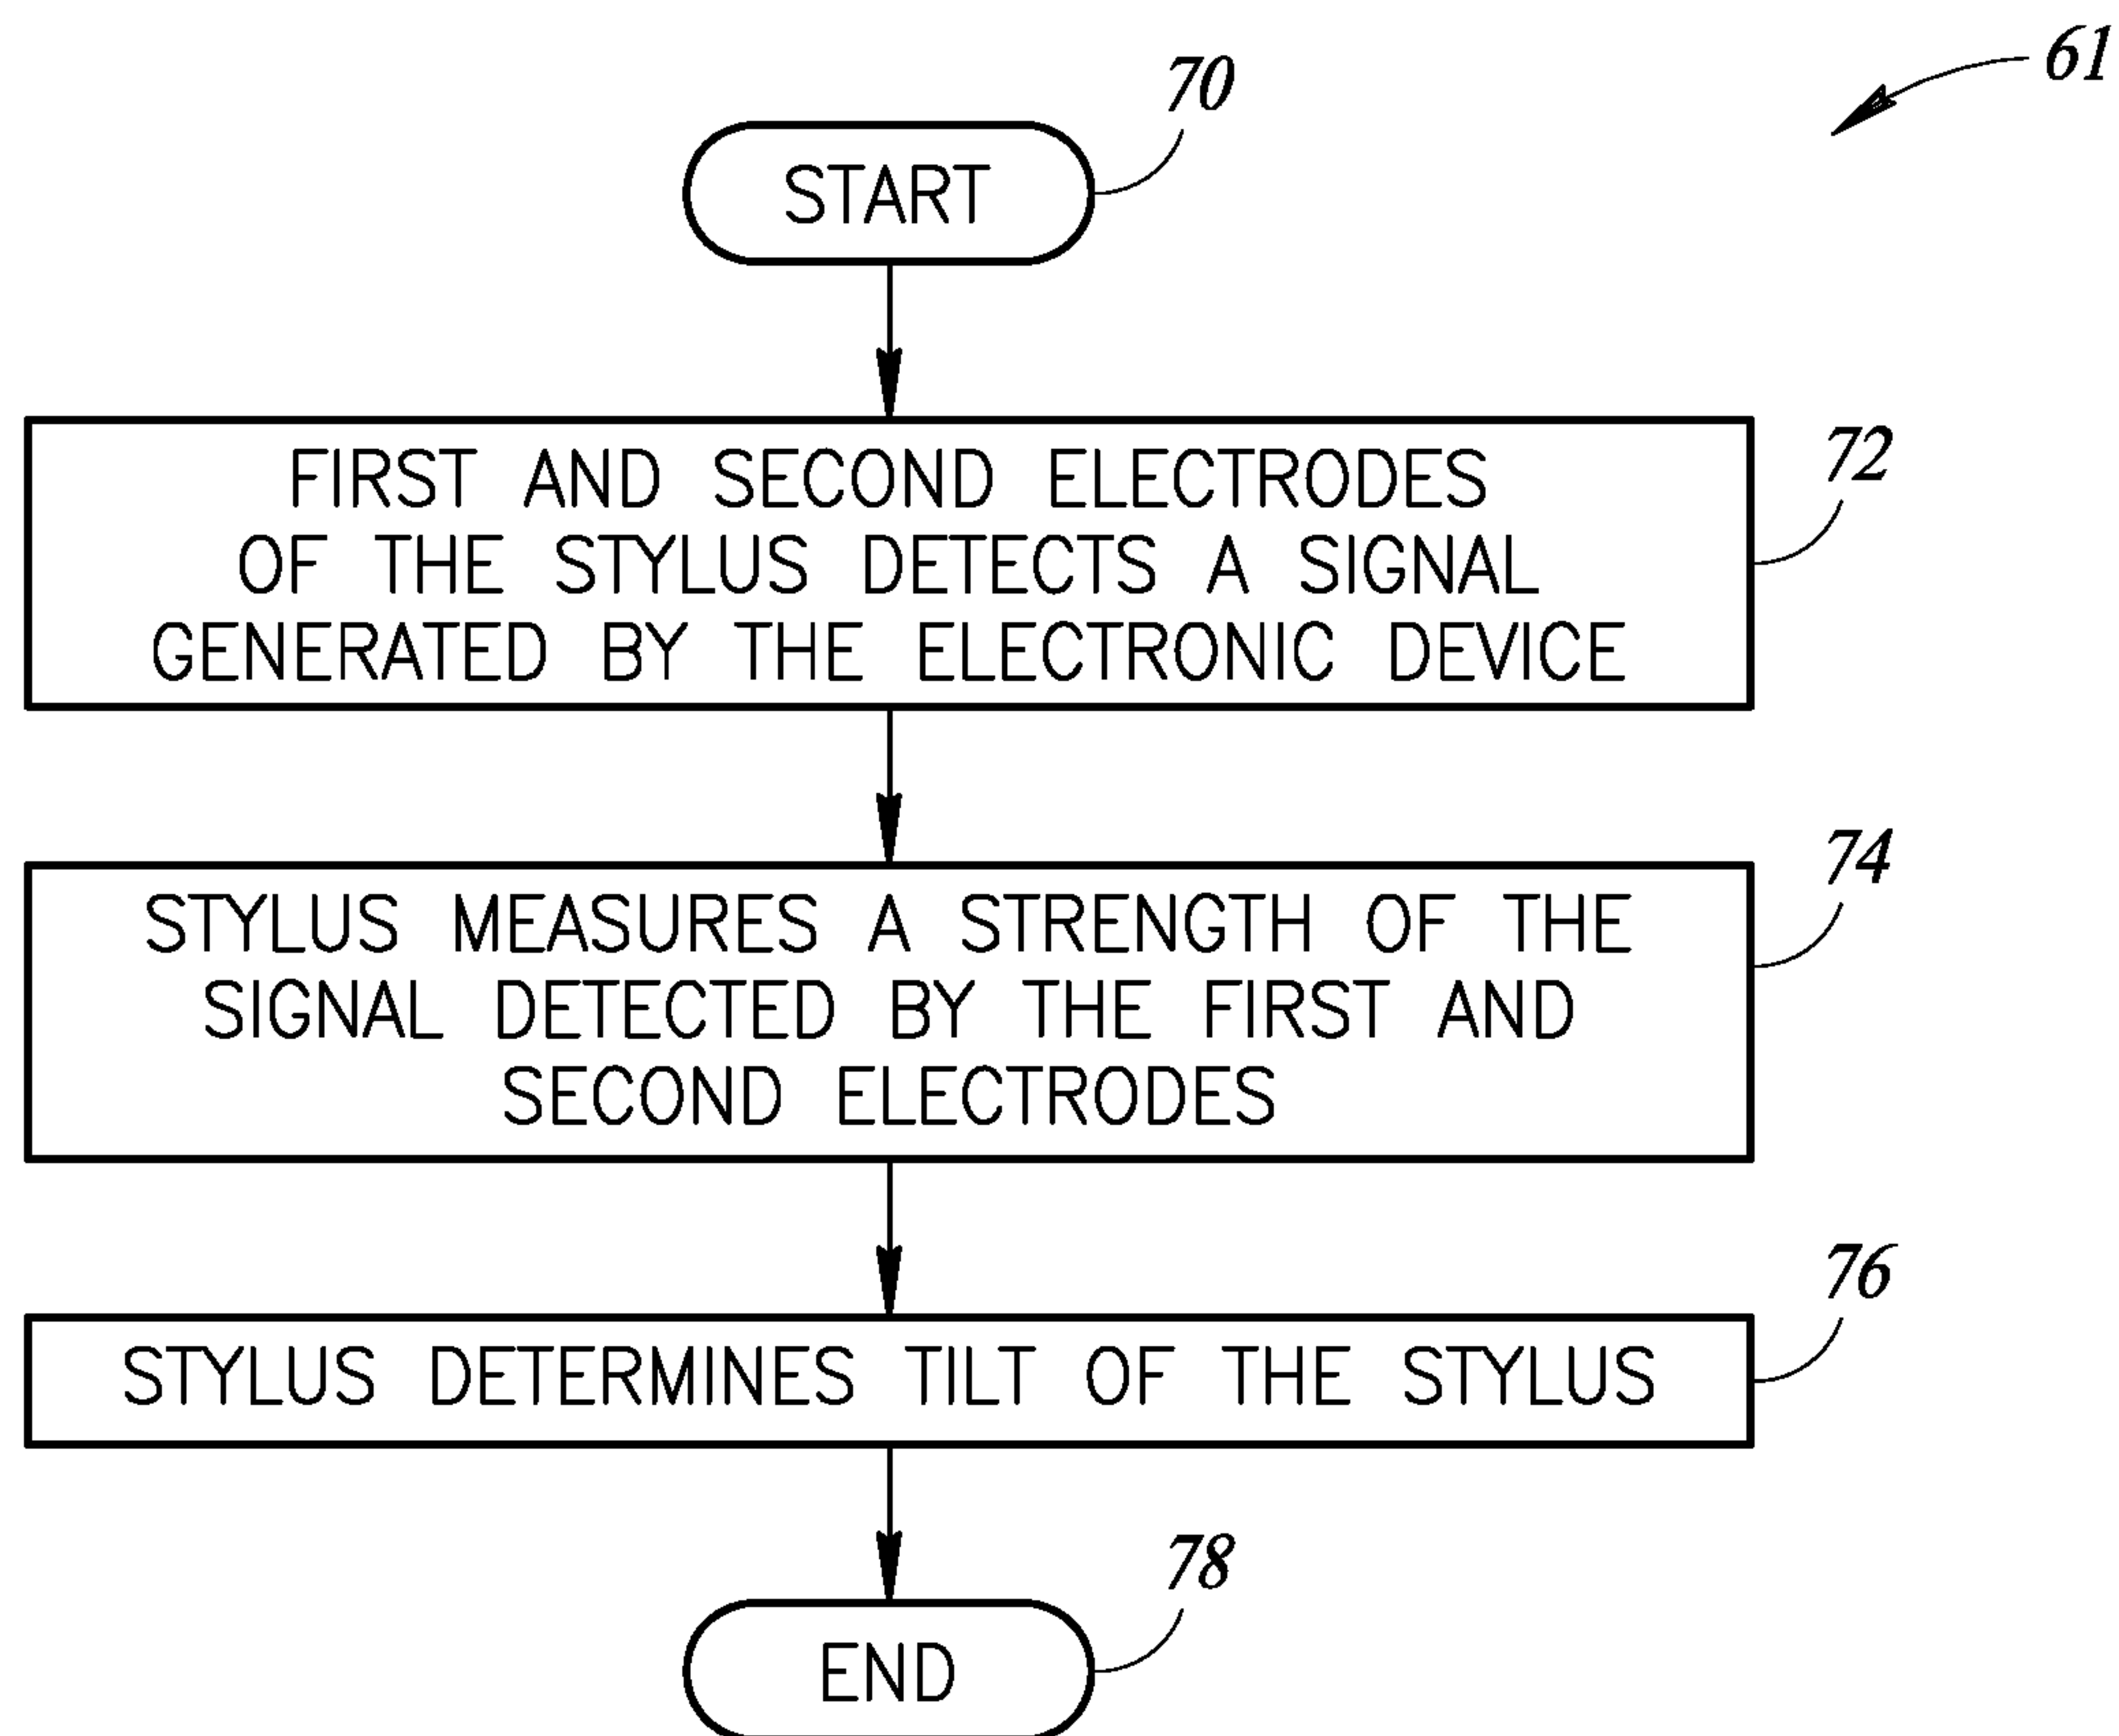 61
70
START
72
FIRST AND SECOND ELECTRODES
OF THE STYLUS DETECTS A SIGNAL
GENERATED BY THE ELECTRONIC DEVICE
74
STYLUS MEASURES A STRENGTH OF THE
SIGNAL DETECTED BY THE FIRST AND
SECOND ELECTRODES
76
STYLUS DETERMINES TILT OF THE STYLUS
78
END